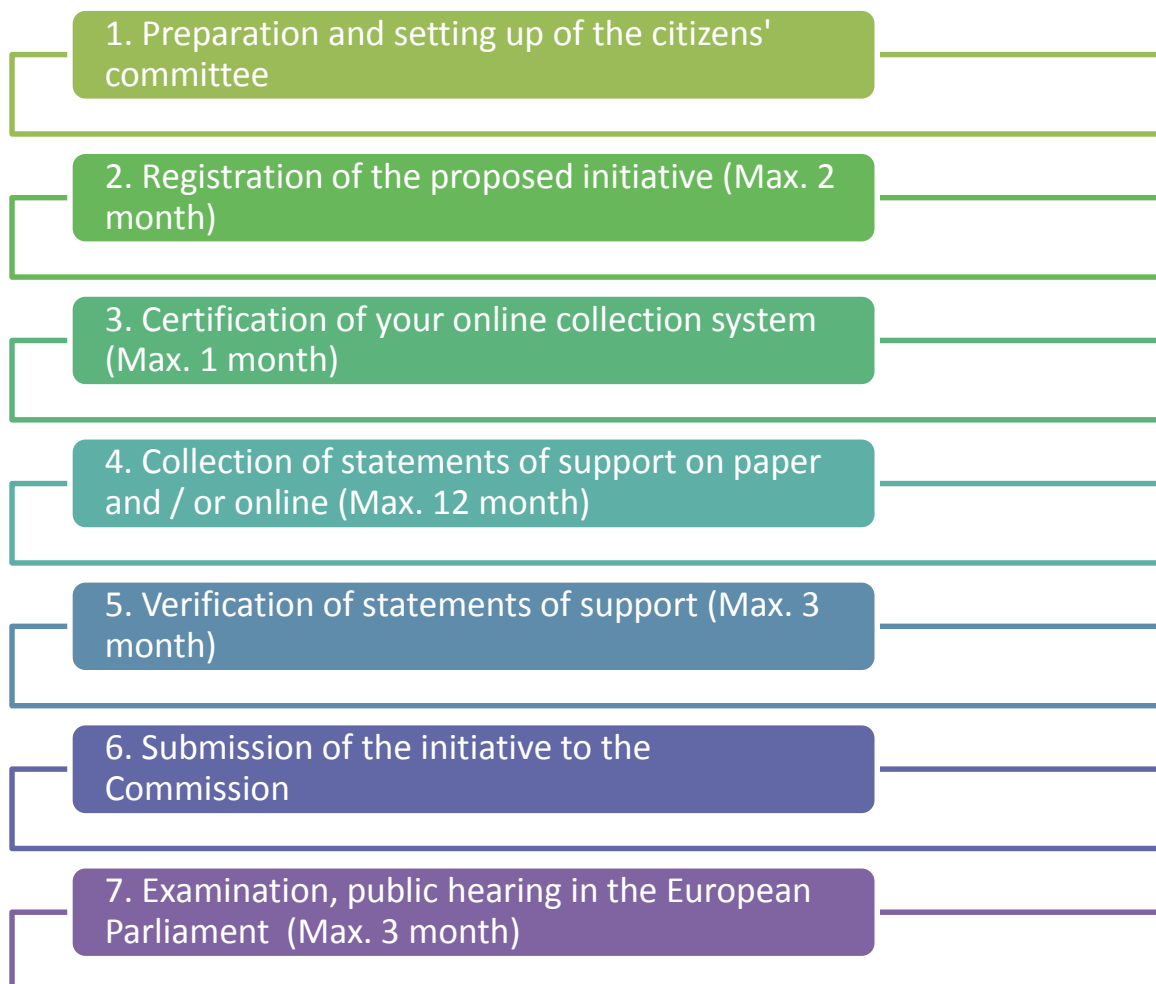 1. Preparation and setting up of the citizens'
committee
2. Registration of the proposed initiative (Max. 2
month)
3. Certification of your online collection system
(Max. 1 month)
4. Collection of statements of support on paper
and / or online (Max. 12 month)
5. Verification of statements of support (Max. 3
month)
6. Submission of the initiative to the
Commission
7. Examination, public hearing in the European
Parliament  (Max. 3 month)